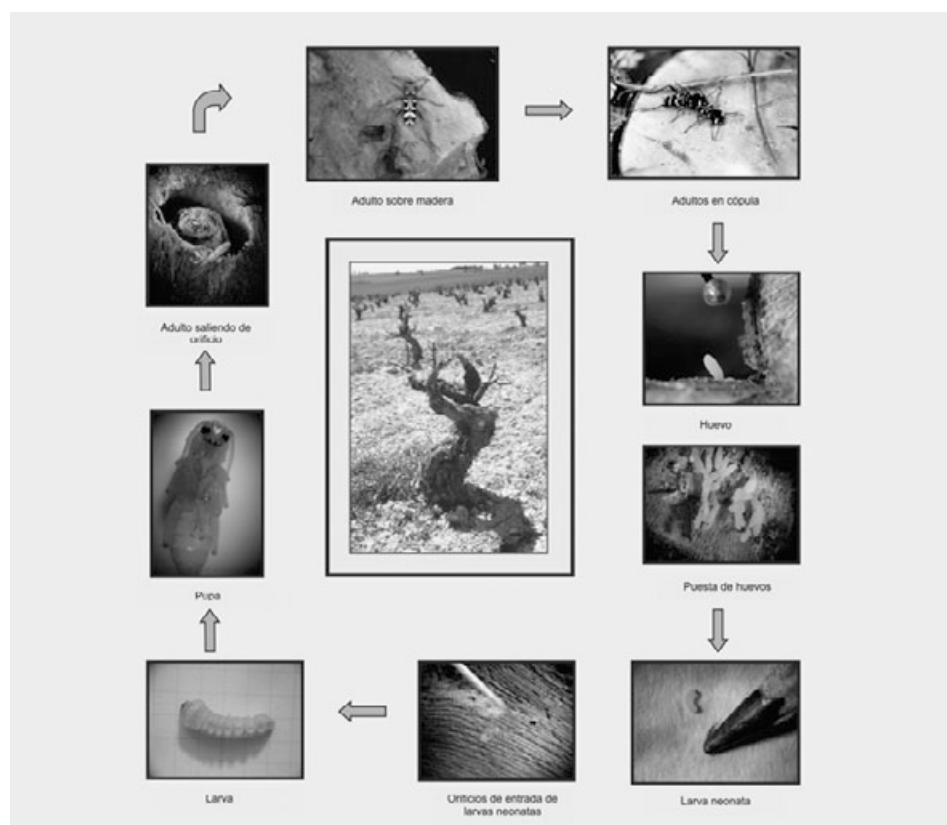 Adulto sobre madera
Adultos en cópula
Adulto saliendo de
orificio
Huevo
Puesta de huevos
Pupa
Larva
Orificios de entrada de
larvas neonatas
Larva neonata